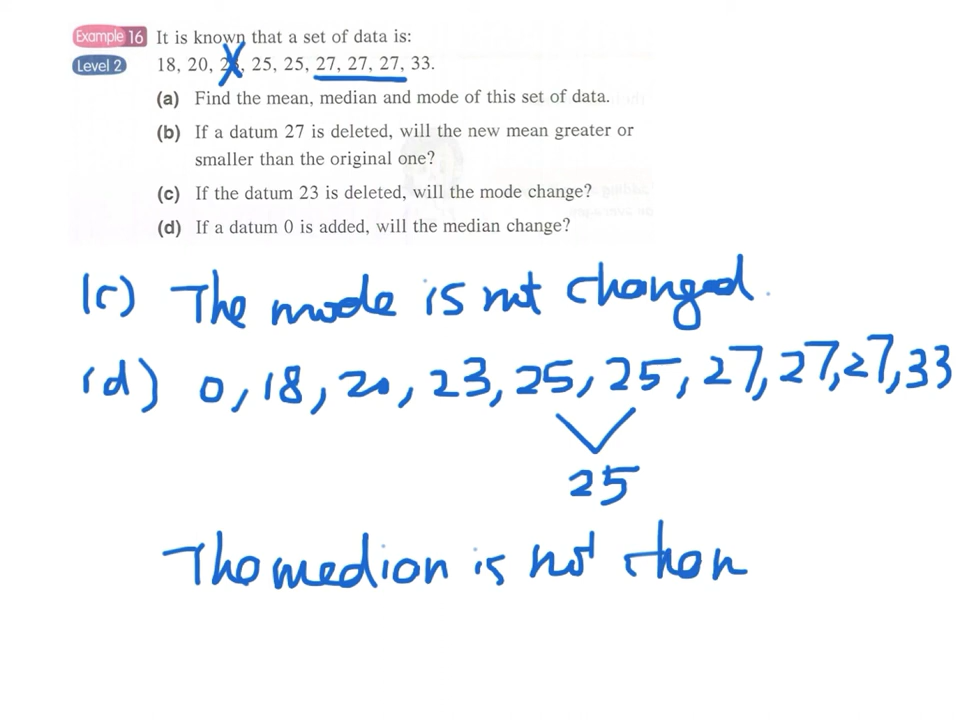 Example 16 It is known that a set of data is:
Level 2 18, 20, 23, 25, 25, 27, 27, 27, 33.
(a) Find the mean, median and mode of this set of data.
(b) If a datum 27 is deleted, will the new mean greater or
smaller than the original one?
(c) If the datum 23 is deleted, will the mode change?
(d) If a datum 0 is added, will the median change?
(c) The mode is not changed.
(d) 0, 18, 20, 23, 25, 25, 27, 27, 27, 33
25
The median is not chan